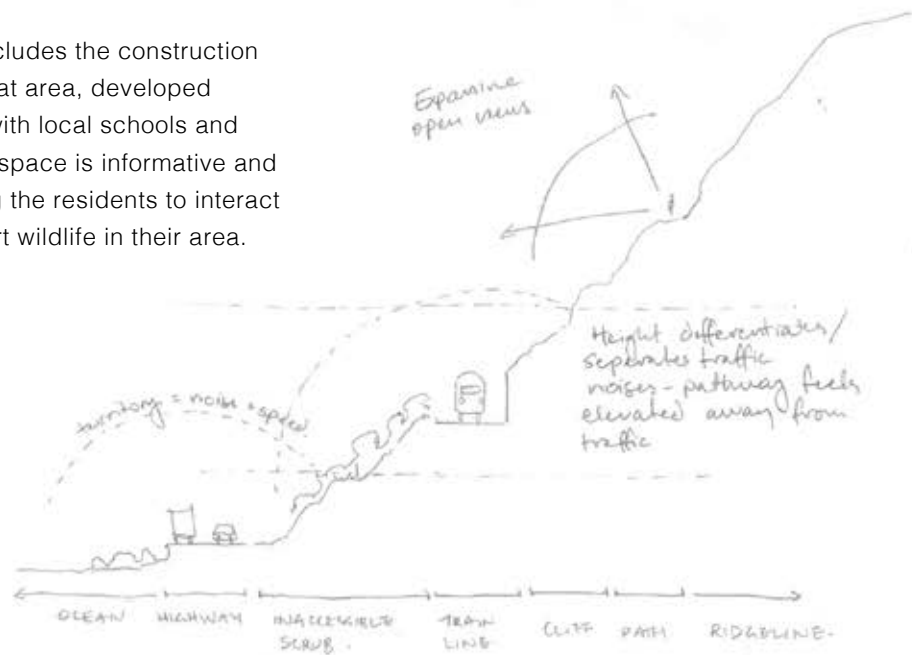 cludes the construction
at area, developed
with local schools and
space is informative and
g the residents to interact
rt wildlife in their area.
Expansive
open views
Height differentiates/
seperates traffic
noises - pathway feels
elevated away from
traffic
territory = noise + speed
OCEAN HIGHWAY INACCESSIBLE SCRUB. TRAIN LINE CLIFF PATH RIDGELINE.